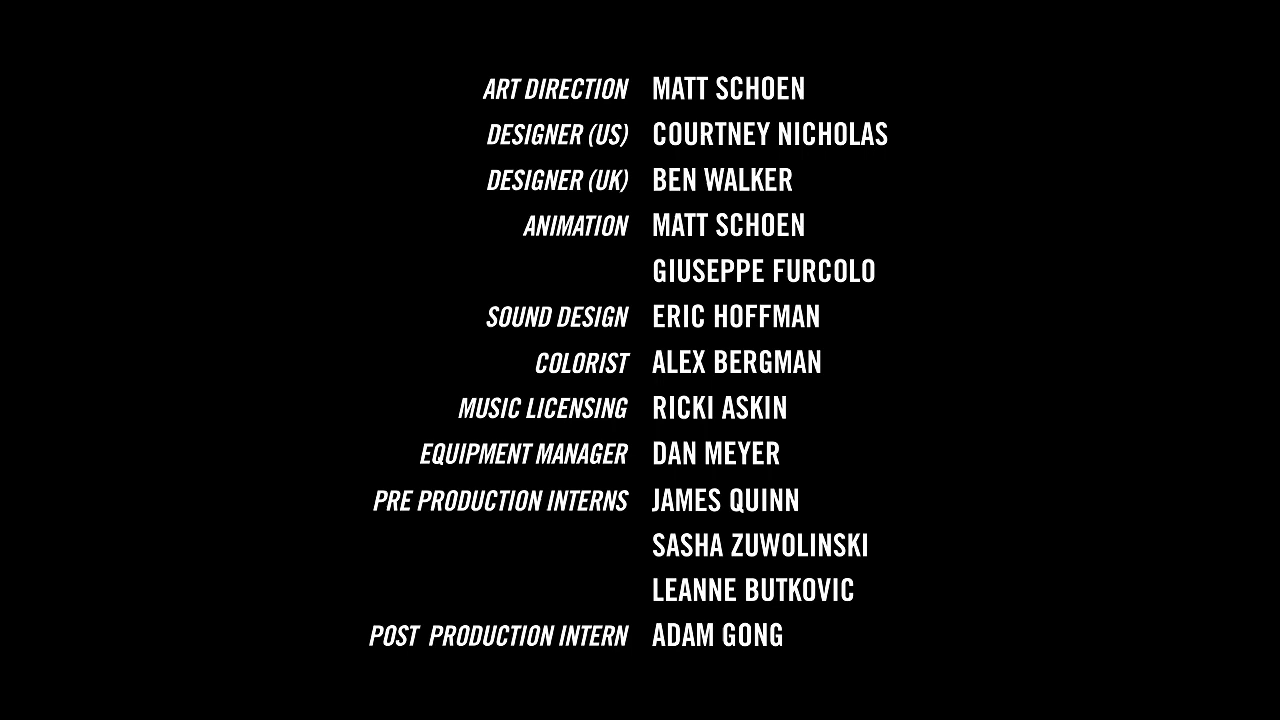 ART DIRECTION MATT SCHOEN
DESIGNER (US) COURTNEY NICHOLAS
DESIGNER (UK) BEN WALKER
ANIMATION MATT SCHOEN
GIUSEPPE FURCOLO
SOUND DESIGN ERIC HOFFMAN
COLORIST ALEX BERGMAN
MUSIC LICENSING RICKI ASKIN
EQUIPMENT MANAGER DAN MEYER
PRE PRODUCTION INTERNS JAMES QUINN
SASHA ZUWOLINSKI
LEANNE BUTKOVIC
POST PRODUCTION INTERN ADAM GONG